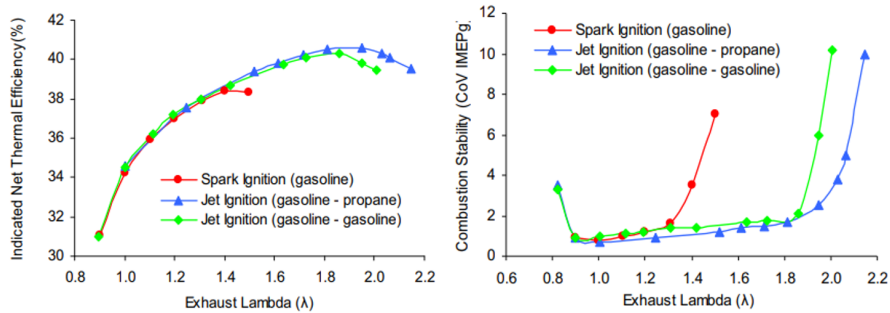 Indicated Net Thermal Efficiency(%)
42
40
38
36
34
32
30
Spark Ignition (gasoline)
Jet Ignition (gasoline - propane)
Jet Ignition (gasoline - gasoline)
0.8 1.0 1.2 1.4 1.6 1.8 2.0 2.2
Exhaust Lambda (λ)
Combustion Stability (CoV IMEPg)
12
10
8
6
4
2
0
Spark Ignition (gasoline)
Jet Ignition (gasoline - propane)
Jet Ignition (gasoline - gasoline)
0.6 0.8 1.0 1.2 1.4 1.6 1.8 2.0 2.2
Exhaust Lambda (λ)